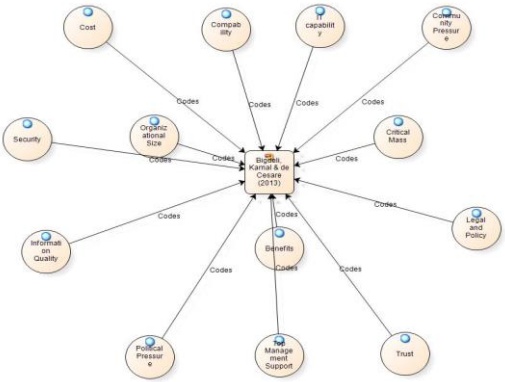 Cost
Compab
ility
IT
capabilit
y
Commu
nity
Pressur
e
Codes
Codes
Codes
Codes
Organiz
ational
Size
Critical
Mass
Security
Codes
Codes
Codes
Bigdeli,
Kamal & de
Cesare
(2013)
Codes
Codes
Codes
Legal
and
Policy
Informati
on
Quality
Benefits
Codes
Codes
Codes
Political
Pressur
e
Top
Manage
ment
Support
Trust